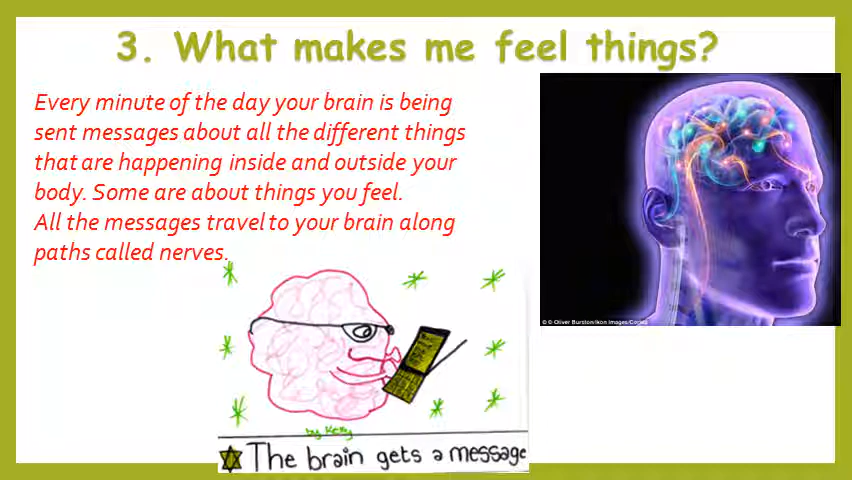 3. What makes me feel things?
Every minute of the day your brain is being
sent messages about all the different things
that are happening inside and outside your
body. Some are about things you feel.
All the messages travel to your brain along
paths called nerves.
© Oliver Burston/Ikon Images/Corbis
by Kelly
The brain gets a message